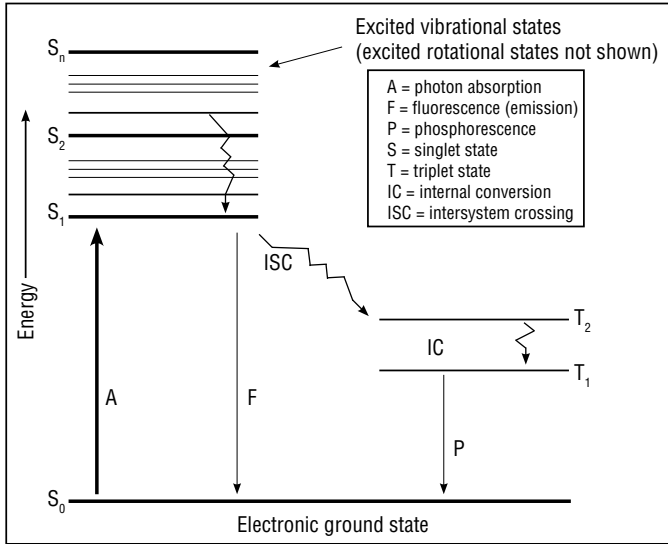 Sn
Excited vibrational states
(excited rotational states not shown)
A = photon absorption
F = fluorescence (emission)
P = phosphorescence
S = singlet state
T = triplet state
IC = internal conversion
ISC = intersystem crossing
S2
S1
Energy
ISC
T2
IC
T1
A
F
P
S0
Electronic ground state